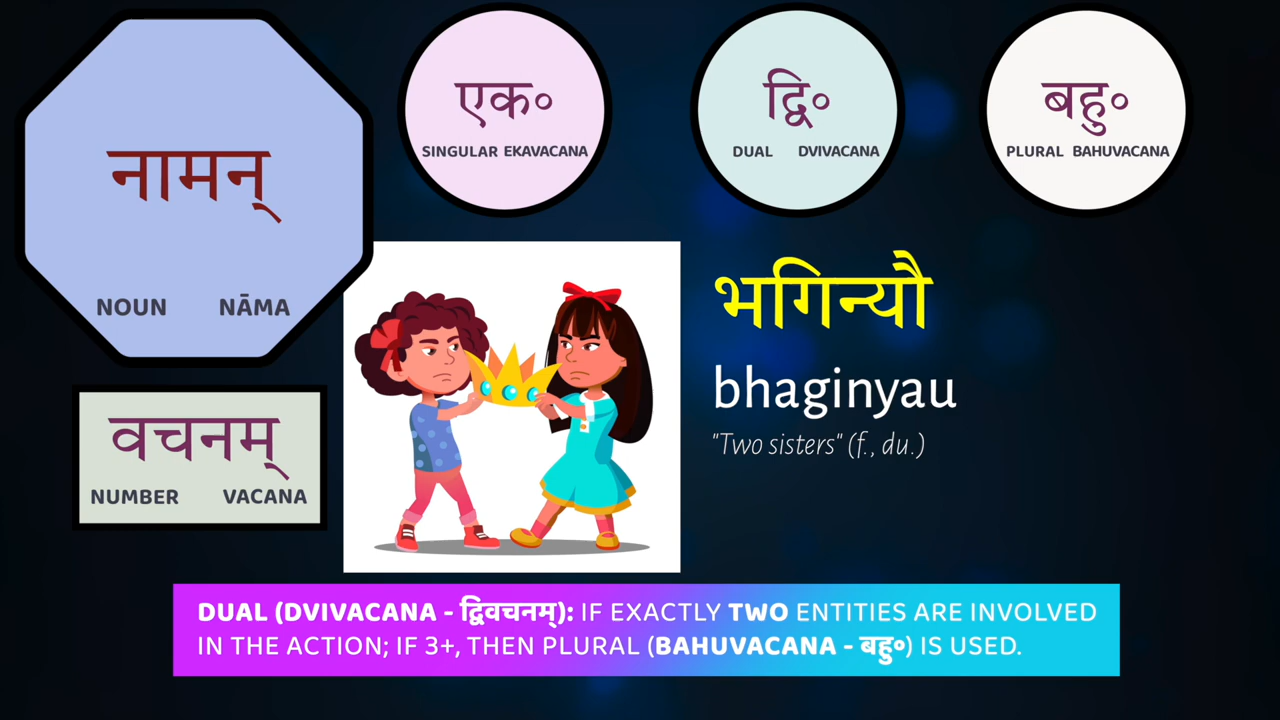 नामन्
NOUN NĀMA
एक॰
SINGULAR EKAVACANA
द्वि॰
DUAL DVIVACANA
बहु॰
PLURAL BAHUVACANA
वचनम्
NUMBER VACANA
भगिन्यौ
bhaginyau
"Two sisters" (f., du.)
DUAL (DVIVACANA - द्विवचनम्): IF EXACTLY TWO ENTITIES ARE INVOLVED
IN THE ACTION; IF 3+, THEN PLURAL (BAHUVACANA - बहु॰) IS USED.